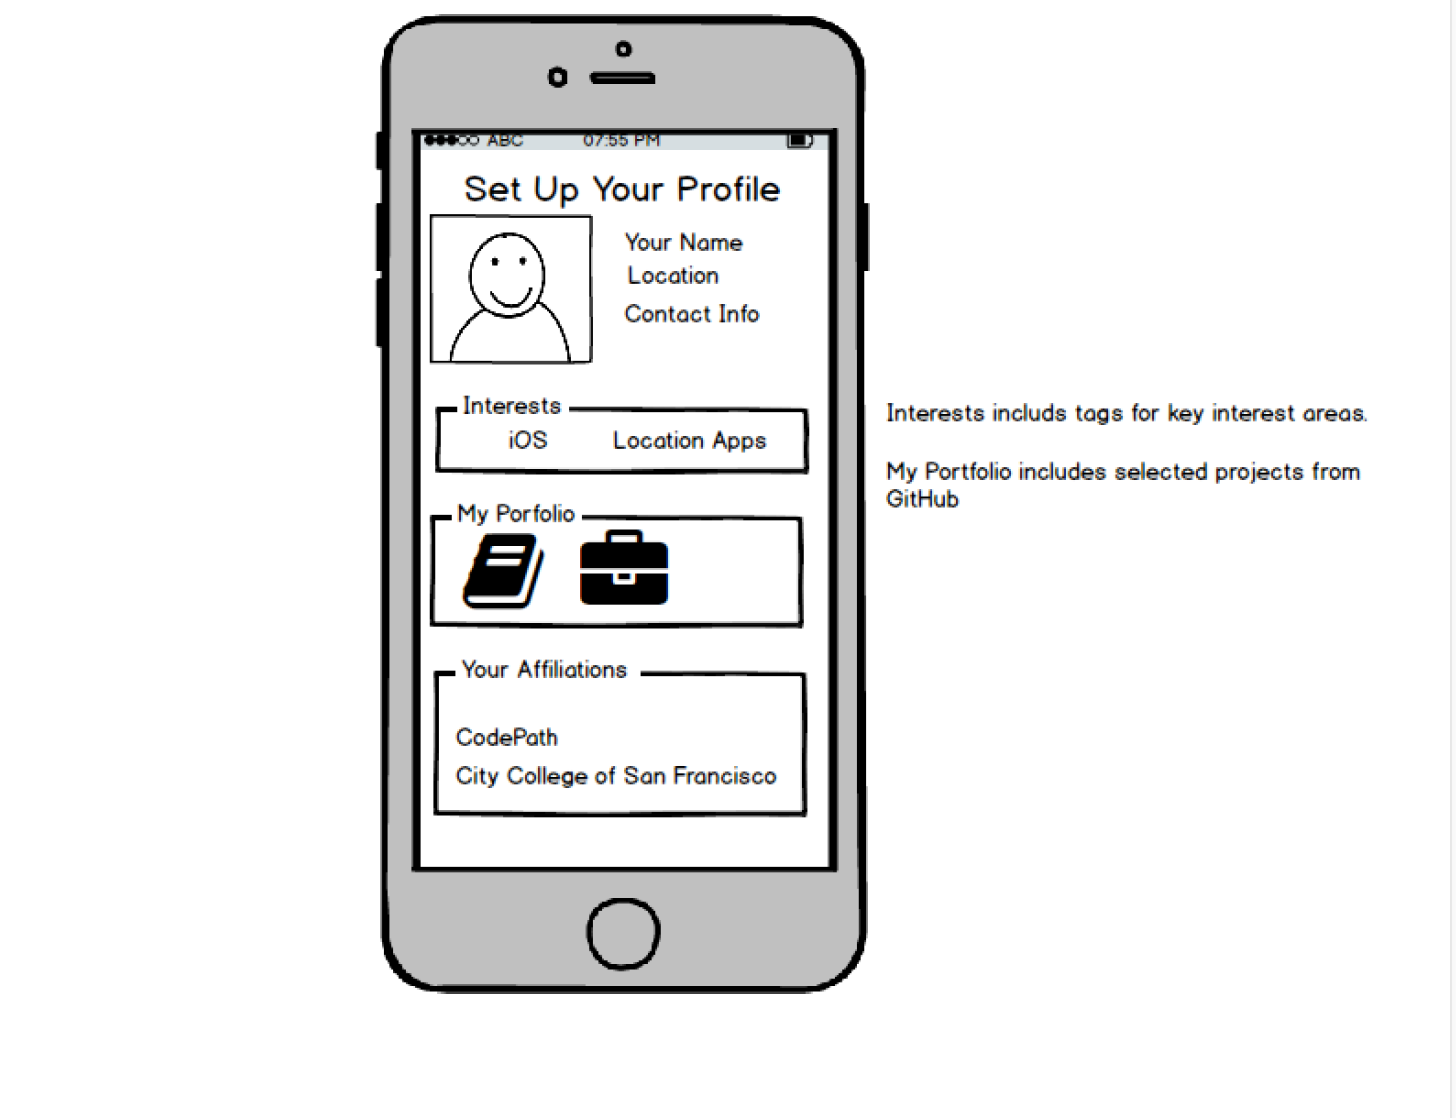 ABC 07:55 PM
Set Up Your Profile
Your Name
Location
Contact Info
Interests
iOS Location Apps
My Porfolio
Your Affiliations
CodePath
City College of San Francisco
Interests includs tags for key interest areas.
My Portfolio includes selected projects from
GitHub